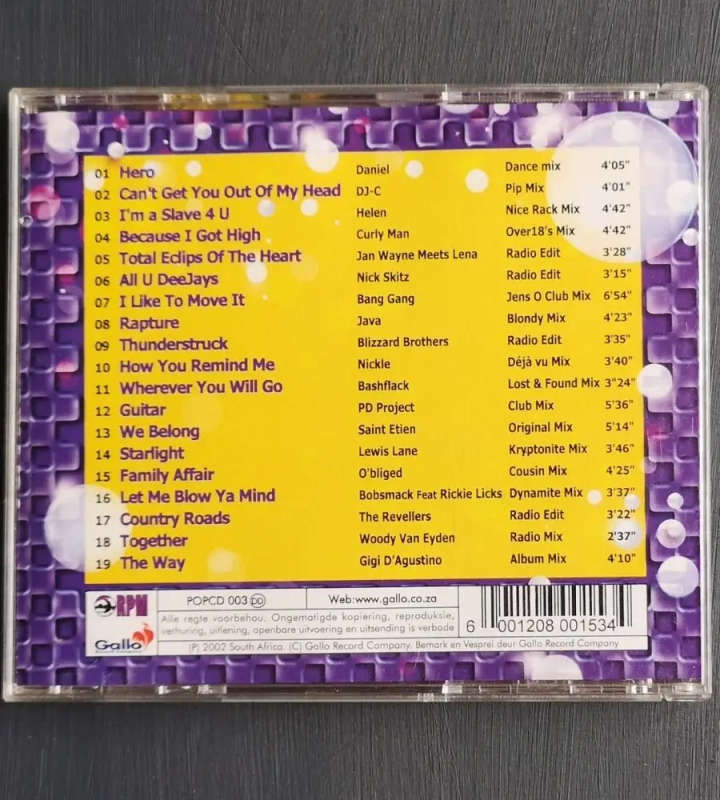 01 Hero Daniel Dance mix 4'05"
02 Can't Get You Out Of My Head DJ-C Pip Mix 4'01"
03 I'm a Slave 4 U Helen Nice Rack Mix 4'42"
04 Because I Got High Curly Man Over18's Mix 4'42"
05 Total Eclips Of The Heart Jan Wayne Meets Lena Radio Edit 3'28"
06 All U DeeJays Nick Skitz Radio Edit 3'15"
07 I Like To Move It Bang Gang Jens O Club Mix 6'54"
08 Rapture Java Blondy Mix 4'23"
09 Thunderstruck Blizzard Brothers Radio Edit 3'35"
10 How You Remind Me Nickle Déjà vu Mix 3'40"
11 Wherever You Will Go Bashflack Lost & Found Mix 3"24"
12 Guitar PD Project Club Mix 5'36"
13 We Belong Saint Etien Original Mix 5'14"
14 Starlight Lewis Lane Kryptonite Mix 3'46"
15 Family Affair O'bliged Cousin Mix 4'25"
16 Let Me Blow Ya Mind Bobsmack Feat Rickie Licks Dynamite Mix 3'37"
17 Country Roads The Revellers Radio Edit 3'22"
18 Together Woody Van Eyden Radio Mix 2'37"
19 The Way Gigi D'Agustino Album Mix 4'10"
RPM POPCD 003 DD Web:www.gallo.co.za
Alle regte voorbehou. Ongematigde kopiering, reproduksie,
verhuring, uitlening, openbare uitvoering en uitsending is verbode
6 001208 001534
Gallo (P) 2002 South Africa. (C) Gallo Record Company. Bemark en Vesprei deur Gallo Record Company